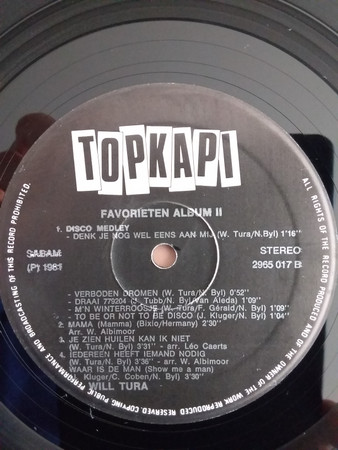 TOPKAPI
FAVORIETEN ALBUM II
1. DISCO MEDLEY
- DENK JE NOG WEL EENS AAN MIJ (W. Tura/N.Byl) 1'16"
SABAM
(P) 1981
STEREO
2965 017 B
- VERBODEN DROMEN (W. Tura/N. Byl) 0'52"
- DRAAI 779204 (J. Tubb/N. Byl/van Aleda) 0'09"
- M'N WINTERROOSJE (W.Tura/F. Gérald/N. Byl) 1'09"
- TO BE OR NOT TO BE DISCO (J. Kluger/N. Byl) 1'04"
2. MAMA (Mamma) (Bixio/Hermany) 2'30"
Arr. W. Albimoor
3. JE ZIEN HUILEN KAN IK NIET
(W. Tura/N. Byl) 3'31" - arr. Léo Caerts
4. IEDEREEN HEEFT IEMAND NODIG
(W. Tura/N. Byl) 3'36" - arr. W. Albimoor
WAAR IS DE MAN (Show me a man)
Kluger/C. Cohen/N. Byl) 3'30"
WILL TURA
ALL RIGHTS OF THE RECORD PRODUCER AND OF THE OWNER OF THE WORK REPRODUCED RESERVED. COPYING PUBLIC PERFORMANCE AND BROADCASTING OF THIS RECORD PROHIBITED.